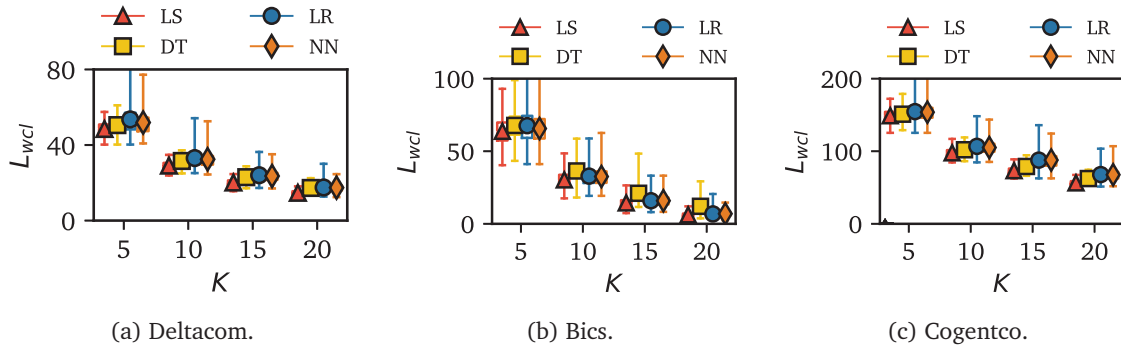 LS LR
DT NN
80
40
0
L_wcl
5 10 15 20
K
(a) Deltacom.
LS LR
DT NN
100
50
0
L_wcl
5 10 15 20
K
(b) Bics.
LS LR
DT NN
200
100
0
L_wcl
5 10 15 20
K
(c) Cogentco.